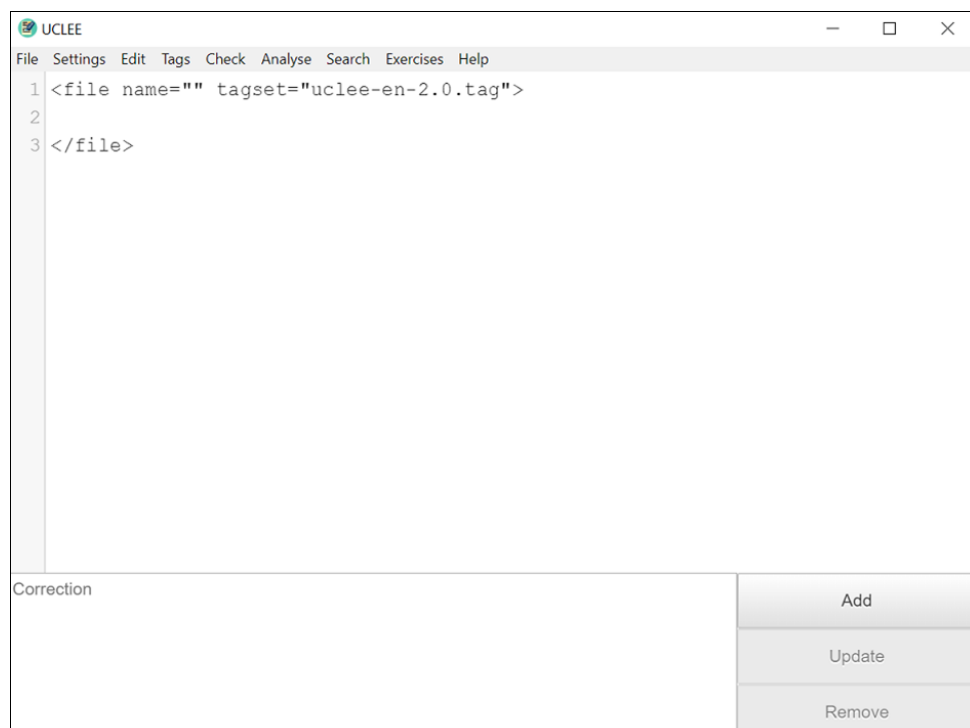 UCLEE
File Settings Edit Tags Check Analyse Search Exercises Help
1 <file name="" tagset="uclee-en-2.0.tag">
2
3 </file>
Correction
Add
Update
Remove